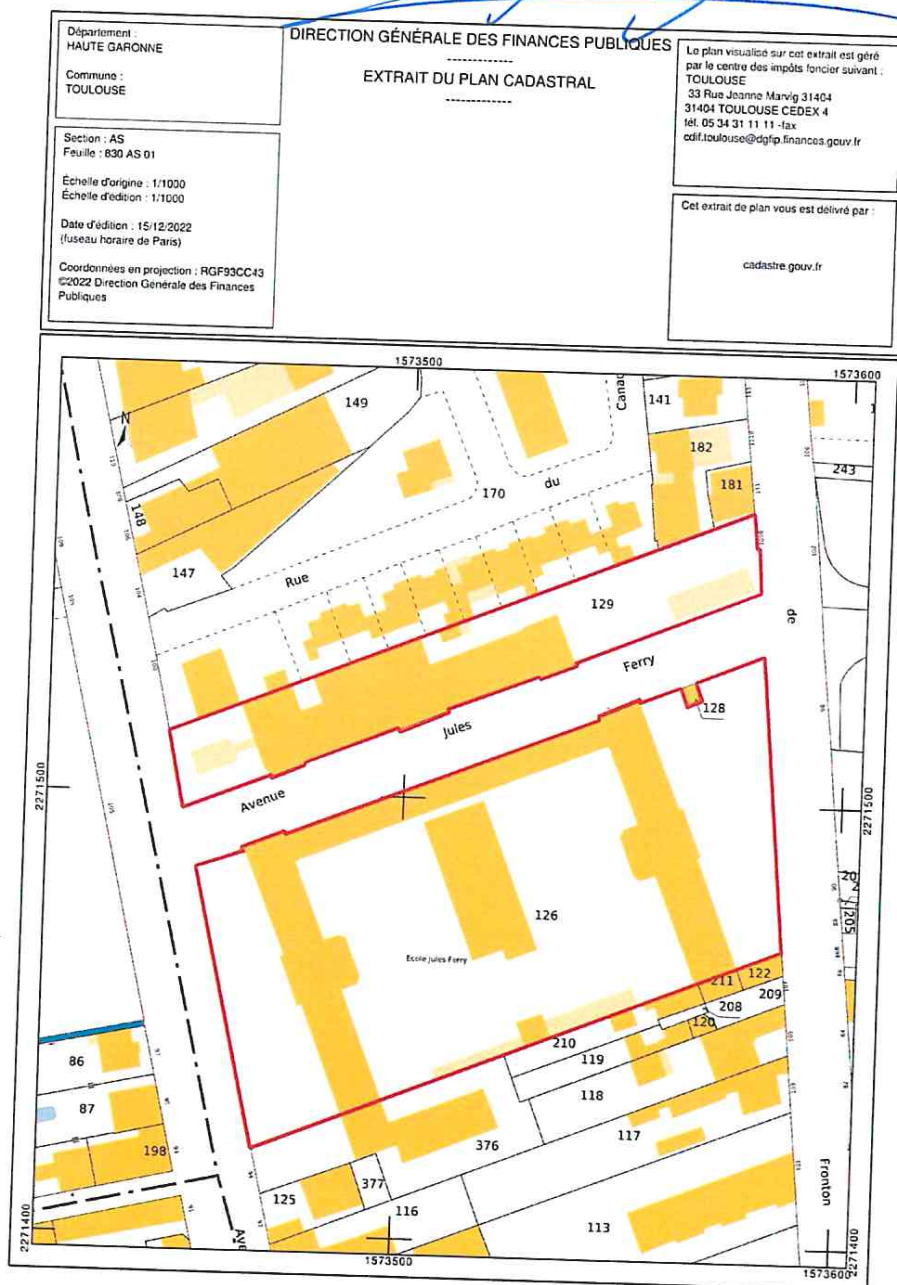 Département :
HAUTE GARONNE
Commune :
TOULOUSE
Section : AS
Feuille : 830 AS 01
Échelle d'origine : 1/1000
Échelle d'édition : 1/1000
Date d'édition : 15/12/2022
(fuseau horaire de Paris)
Coordonnées en projection : RGF93CC43
©2022 Direction Générale des Finances
Publiques
DIRECTION GÉNÉRALE DES FINANCES PUBLIQUES
------------
EXTRAIT DU PLAN CADASTRAL
------------
Le plan visualisé sur cet extrait est géré
par le centre des impôts foncier suivant :
TOULOUSE
33 Rue Jeanne Marvig 31404
31404 TOULOUSE CEDEX 4
tél. 05 34 31 11 11 -fax
cdif.toulouse@dgfip.finances.gouv.fr
Cet extrait de plan vous est délivré par :
cadastre.gouv.fr
1573500
1573600
N
149
Canad
141
182
243
148
170
du
181
147
Rue
129
de
Ferry
128
Jules
Avenue
2271500
2271500
126
205
Ecole Jules Ferry
211
122
208
209
120
210
119
86
118
87
117
376
198
377
125
116
113
Fronton
Ave
2271400
2271400
1573500
1573600